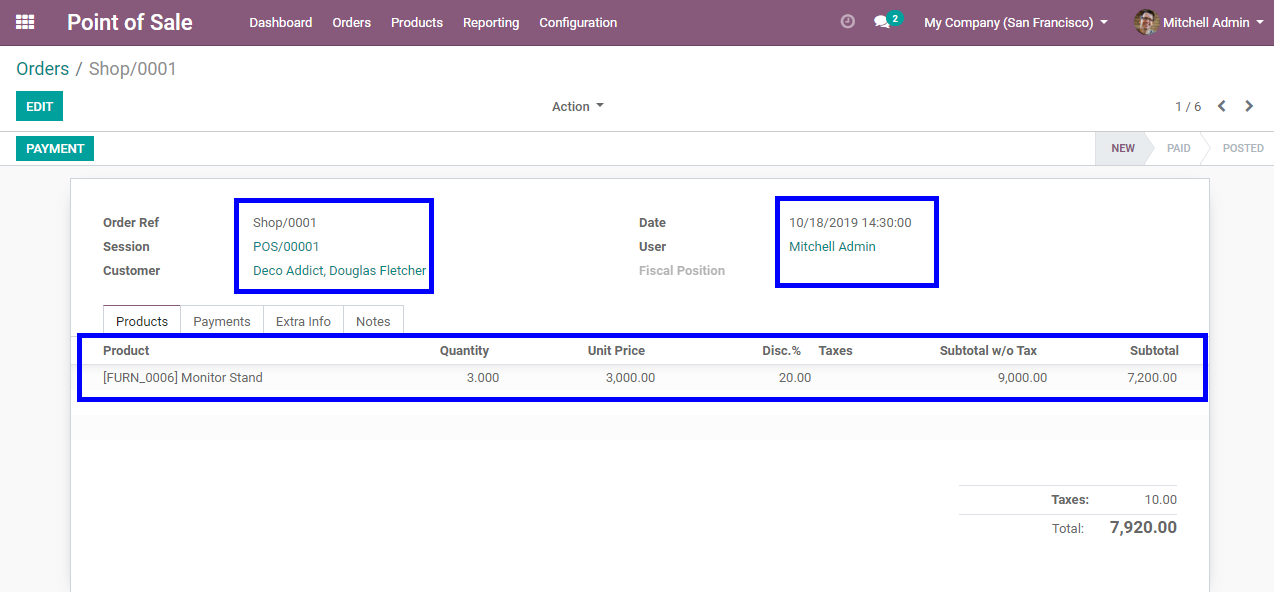 Point of Sale Dashboard Orders Products Reporting Configuration 2 My Company (San Francisco) Mitchell Admin
Orders / Shop/0001
EDIT Action 1 / 6
PAYMENT NEW PAID POSTED
Order Ref Shop/0001 Date 10/18/2019 14:30:00
Session POS/00001 User Mitchell Admin
Customer Deco Addict, Douglas Fletcher Fiscal Position
Products Payments Extra Info Notes
Product Quantity Unit Price Disc.% Taxes Subtotal w/o Tax Subtotal
[FURN_0006] Monitor Stand 3.000 3,000.00 20.00 9,000.00 7,200.00
Taxes: 10.00
Total: 7,920.00